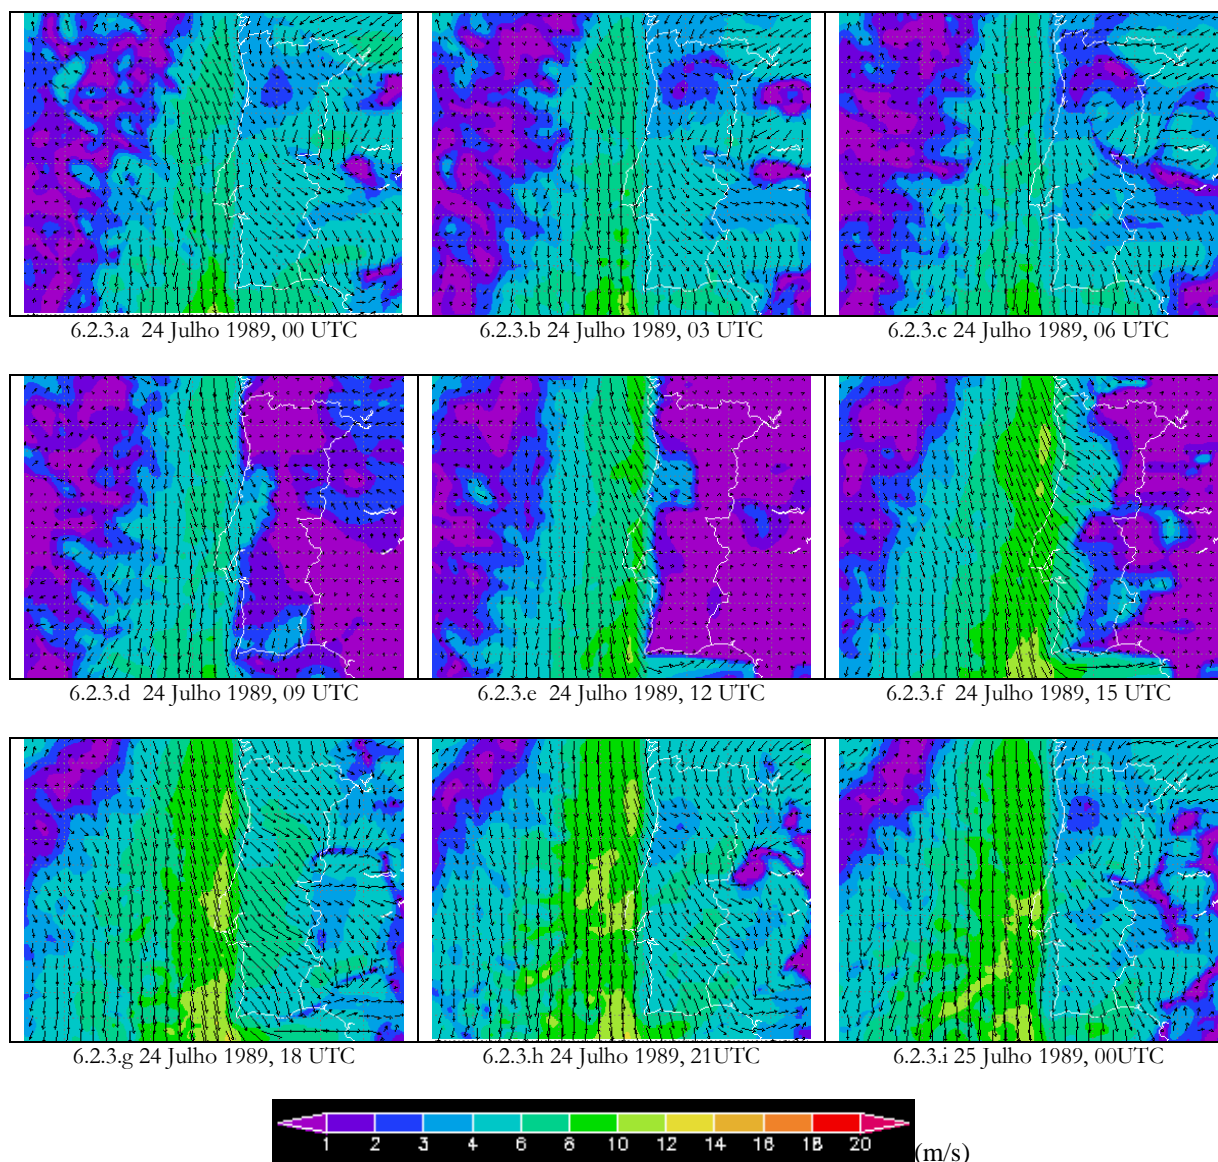 6.2.3.a 24 Julho 1989, 00 UTC
6.2.3.b 24 Julho 1989, 03 UTC
6.2.3.c 24 Julho 1989, 06 UTC
6.2.3.d 24 Julho 1989, 09 UTC
6.2.3.e 24 Julho 1989, 12 UTC
6.2.3.f 24 Julho 1989, 15 UTC
6.2.3.g 24 Julho 1989, 18 UTC
6.2.3.h 24 Julho 1989, 21UTC
6.2.3.i 25 Julho 1989, 00UTC
1 2 3 4 6 8 10 12 14 16 18 20 (m/s)